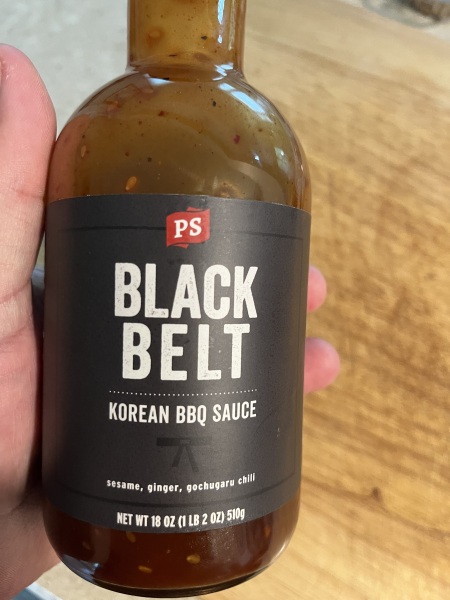 PS
BLACK
BELT
KOREAN BBQ SAUCE
sesame, ginger, gochugaru chili
NET WT 18 OZ (1 LB 2 OZ) 510g